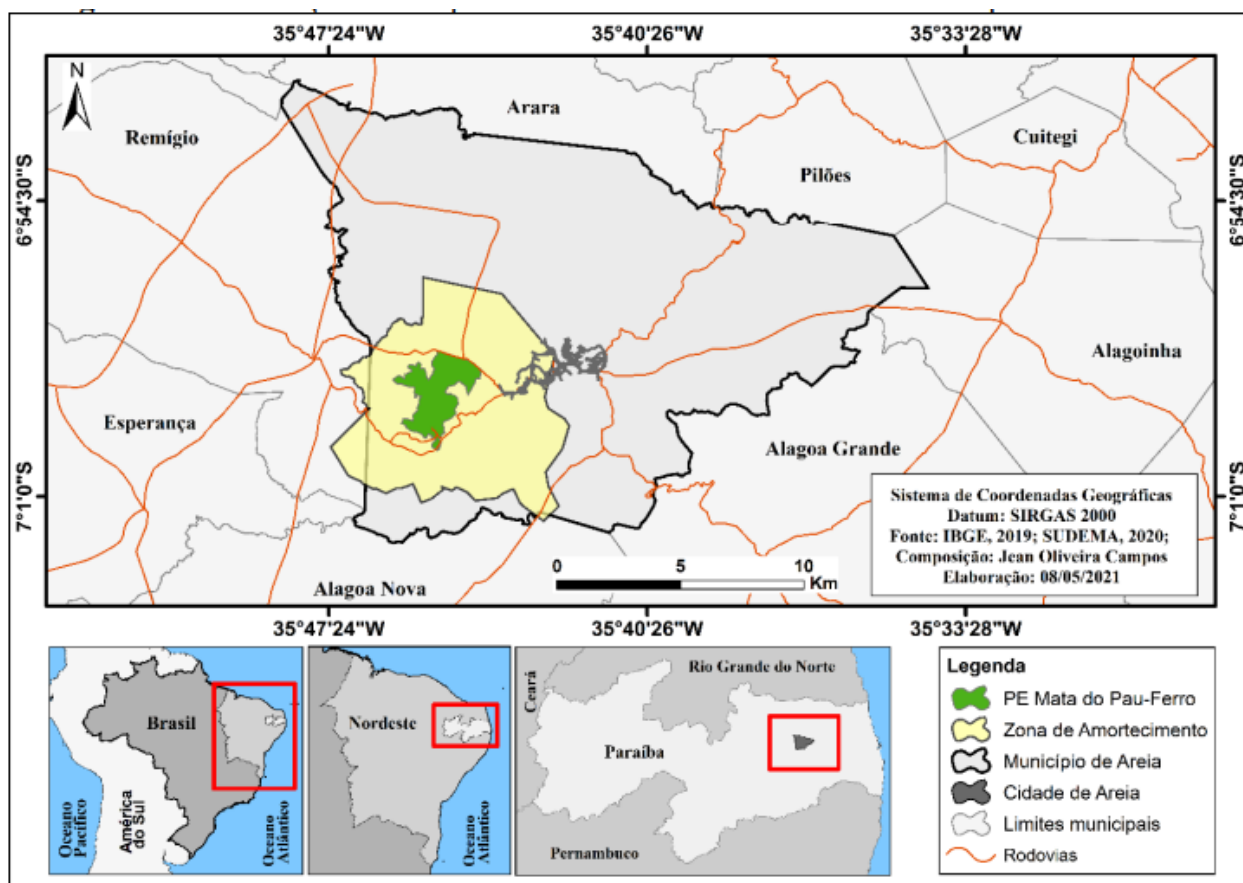 35°47'24"W
35°40'26"W
35°33'28"W
N
Arara
Remígio
Cuitegi
Pilões
6°54'30"S
6°54'30"S
Alagoinha
Esperança
Alagoa Grande
7°1'0"S
7°1'0"S
Sistema de Coordenadas Geográficas
Datum: SIRGAS 2000
Fonte: IBGE, 2019; SUDEMA, 2020;
Composição: Jean Oliveira Campos
Elaboração: 08/05/2021
0 5 10
Km
Alagoa Nova
35°47'24"W
35°40'26"W
35°33'28"W
Brasil
América
do Sul
Oceano
Pacífico
Oceano
Atlântico
Nordeste
Oceano
Atlântico
Ceará
Rio Grande do Norte
Paraíba
Pernambuco
Legenda
PE Mata do Pau-Ferro
Zona de Amortecimento
Município de Areia
Cidade de Areia
Limites municipais
Rodovias